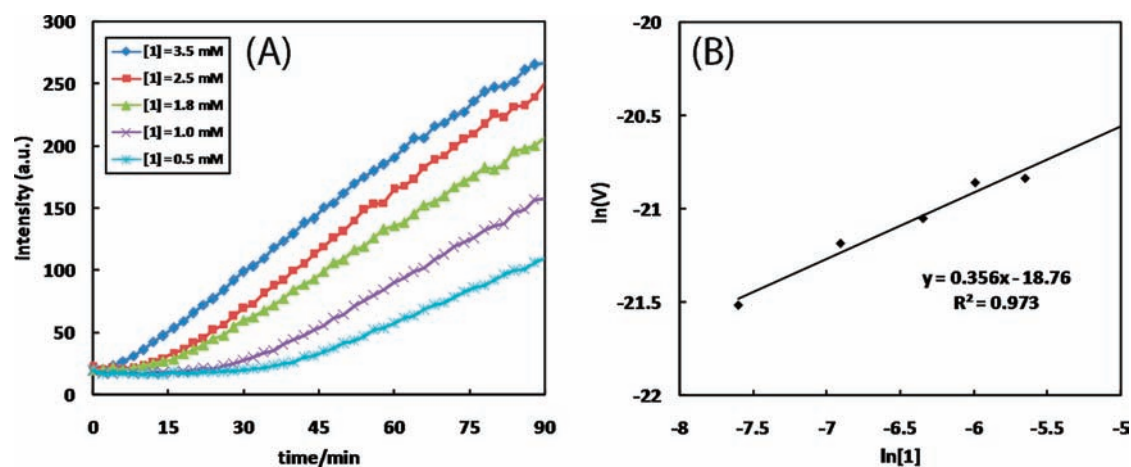 (A)
300
250
200
150
100
50
0
Intensity (a.u.)
[1] = 3.5 mM
[1] = 2.5 mM
[1] = 1.8 mM
[1] = 1.0 mM
[1] = 0.5 mM
0 15 30 45 60 75 90
time/min
(B)
-20
-20.5
-21
-21.5
-22
ln(V)
y = 0.356x - 18.76
R² = 0.973
-8 -7.5 -7 -6.5 -6 -5.5 -5
ln[1]